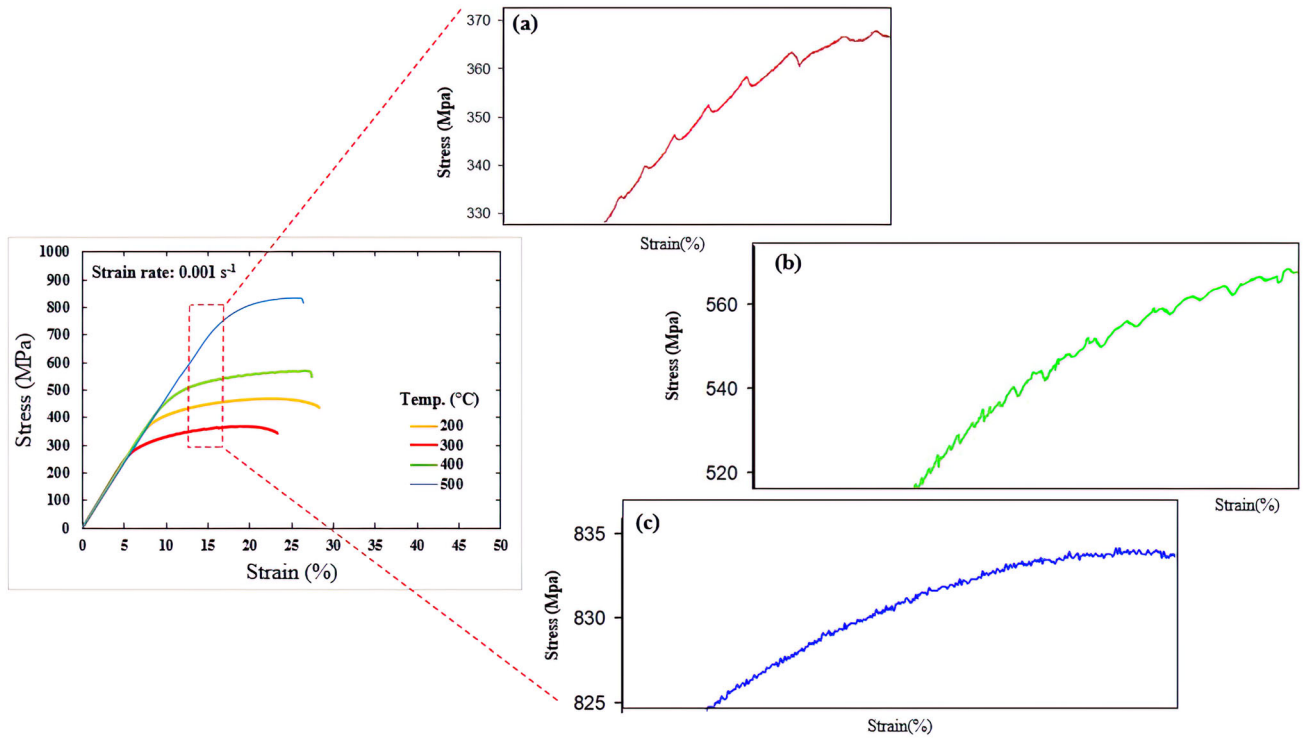 (a)
370
360
350
340
330
Stress (Mpa)
Strain(%)
Strain rate: 0.001 s⁻¹
1000
900
800
700
600
500
400
300
200
100
0
Stress (MPa)
0 5 10 15 20 25 30 35 40 45 50
Strain (%)
Temp. (°C)
200
300
400
500
(b)
560
540
520
Stress (Mpa)
Strain(%)
(c)
835
830
825
Stress (Mpa)
Strain(%)